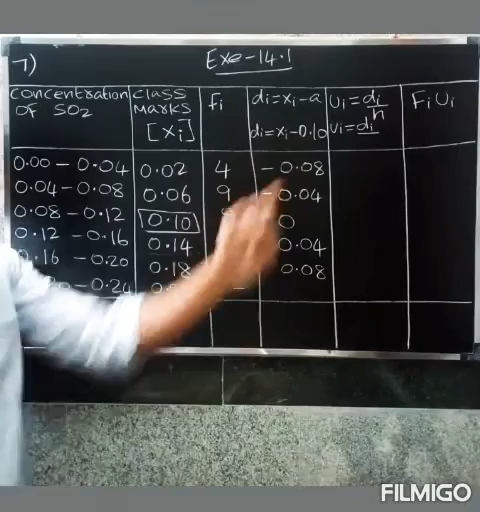 7)
Exe-14.1
Concentration of SO2 | Class Marks [xi] | Fi | di=xi-a di=xi-0.10 | Ui=di/h Ui=di | FiUi
0.00 - 0.04 | 0.02 | 4 | -0.08
0.04 - 0.08 | 0.06 | 9 | -0.04
0.08 - 0.12 | 0.10 | 0
0.12 - 0.16 | 0.14 | 0.04
.16 - 0.20 | 0.18 | 0.08
- 0.24
FILMIGO